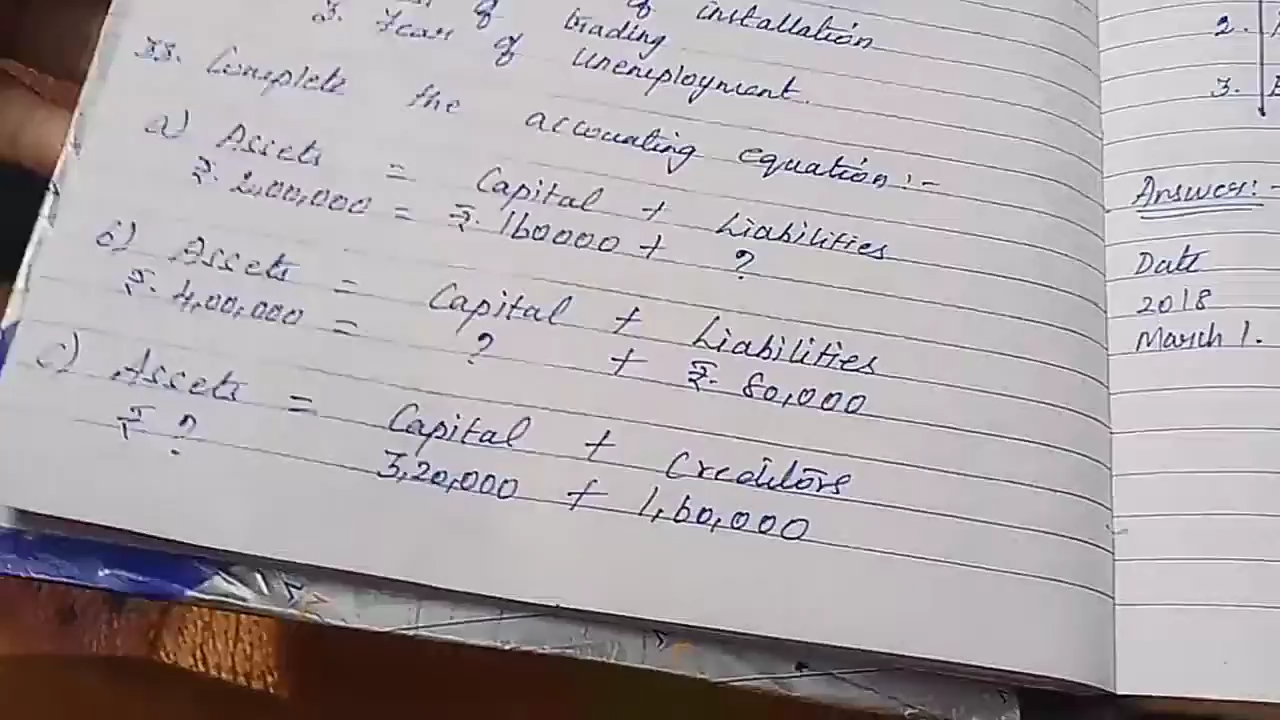 of installation
of trading
3. Fear of unemployment.
33. Complete the accounting equation:-
a) Assets = Capital + Liabilities
₹. 2,00,000 = ₹. 160000 + ?
b) Assets = Capital + Liabilities
₹. 4,00,000 = ? + ₹. 80,000
c) Assets = Capital + Creditors
₹ ? 3,20,000 + 1,60,000
2.
3.
Answer:-
Date
2018
March 1.